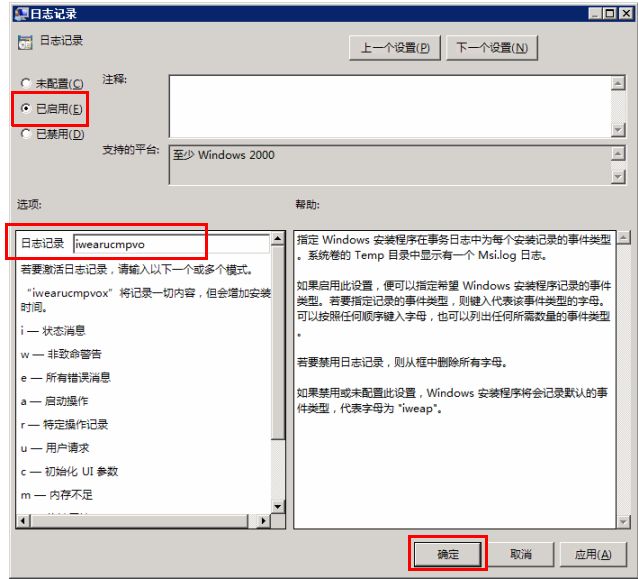 日志记录
日志记录
上一个设置(P)
下一个设置(N)
未配置(C)
注释:
已启用(E)
已禁用(D)
支持的平台:
至少 Windows 2000
选项:
帮助:
日志记录 iwearucmpvo
若要激活日志记录，请输入以下一个或多个模式。
“iwearucmpvox”将记录一切内容，但会增加安装
时间。
i — 状态消息
w — 非致命警告
e — 所有错误消息
a — 启动操作
r — 特定操作记录
u — 用户请求
c — 初始化 UI 参数
m — 内存不足
指定 Windows 安装程序在事务日志中为每个安装记录的事件类型
。系统卷的 Temp 目录中显示有一个 Msi.log 日志。
如果启用此设置，便可以指定希望 Windows 安装程序记录的事件
类型。若要指定记录的事件类型，则键入代表该事件类型的字母。
可以按照任何顺序键入字母，也可以列出任何所需数量的事件类型
。
若要禁用日志记录，则从框中删除所有字母。
如果禁用或未配置此设置，Windows 安装程序将会记录默认的事
件类型，代表字母为 "iweap"。
确定
取消
应用(A)